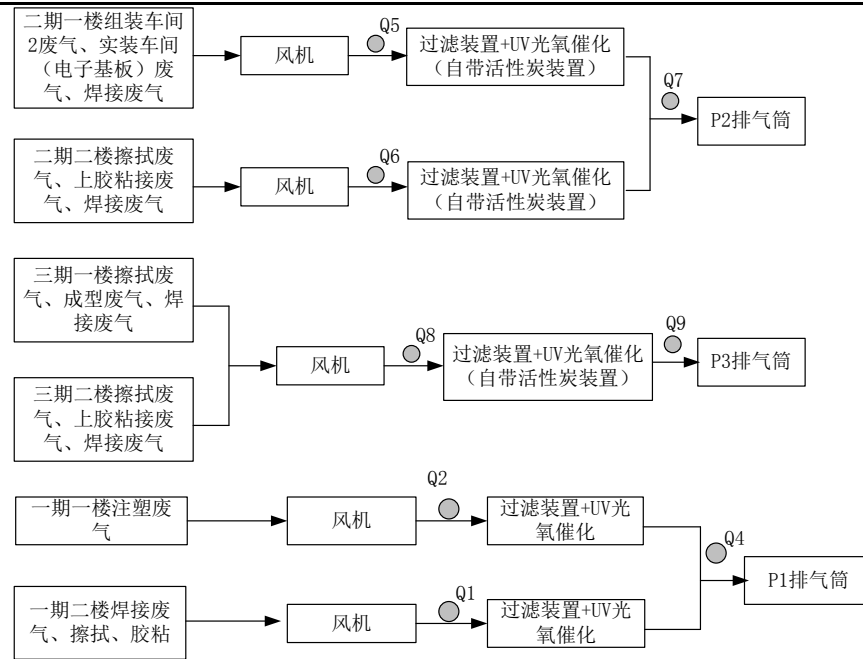 二期一楼组装车间
2废气、实装车间
（电子基板）废
气、焊接废气
风机
Q5
过滤装置+UV光氧催化
（自带活性炭装置）
Q7
P2排气筒
二期二楼擦拭废
气、上胶粘接废
气、焊接废气
风机
Q6
过滤装置+UV光氧催化
（自带活性炭装置）
三期一楼擦拭废
气、成型废气、焊
接废气
风机
Q8
过滤装置+UV光氧催化
（自带活性炭装置）
Q9
P3排气筒
三期二楼擦拭废
气、上胶粘接废
气、焊接废气
一期一楼注塑废
气
风机
Q2
过滤装置+UV光
氧催化
Q4
P1排气筒
一期二楼焊接废
气、擦拭、胶粘
风机
Q1
过滤装置+UV光
氧催化